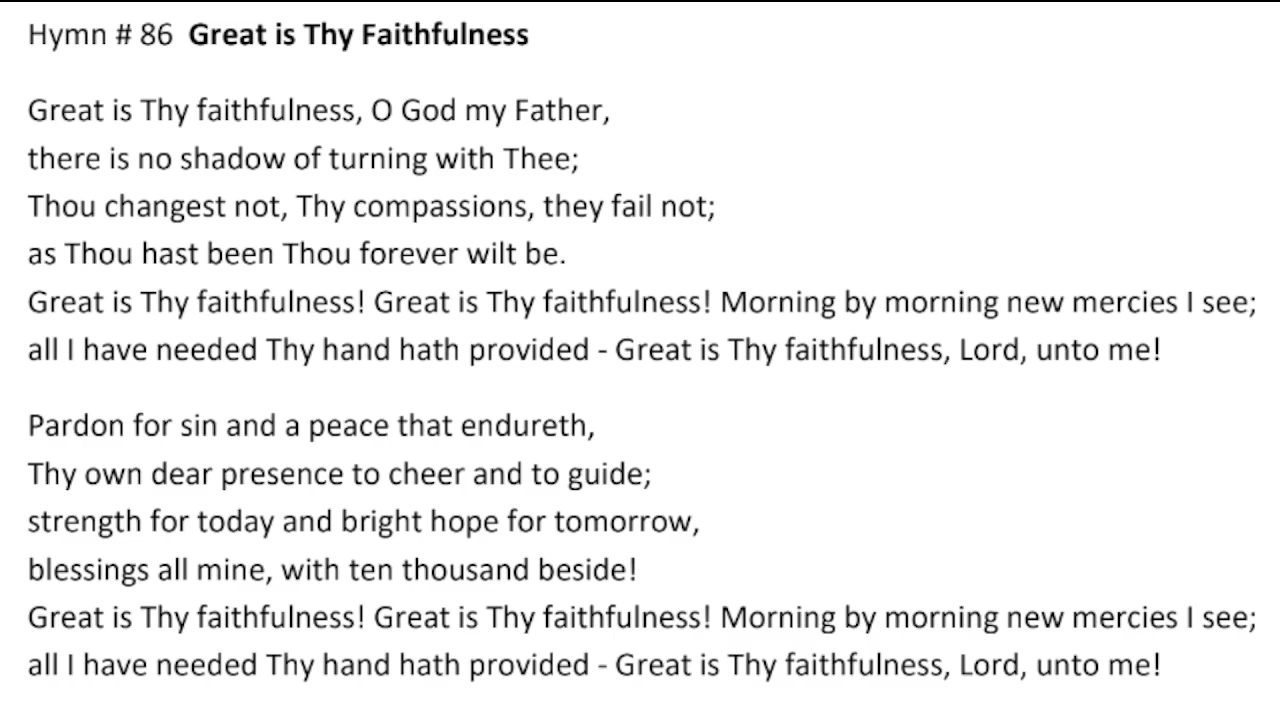 Hymn # 86 Great is Thy Faithfulness
Great is Thy faithfulness, O God my Father,
there is no shadow of turning with Thee;
Thou changest not, Thy compassions, they fail not;
as Thou hast been Thou forever wilt be.
Great is Thy faithfulness! Great is Thy faithfulness! Morning by morning new mercies I see;
all I have needed Thy hand hath provided - Great is Thy faithfulness, Lord, unto me!
Pardon for sin and a peace that endureth,
Thy own dear presence to cheer and to guide;
strength for today and bright hope for tomorrow,
blessings all mine, with ten thousand beside!
Great is Thy faithfulness! Great is Thy faithfulness! Morning by morning new mercies I see;
all I have needed Thy hand hath provided - Great is Thy faithfulness, Lord, unto me!